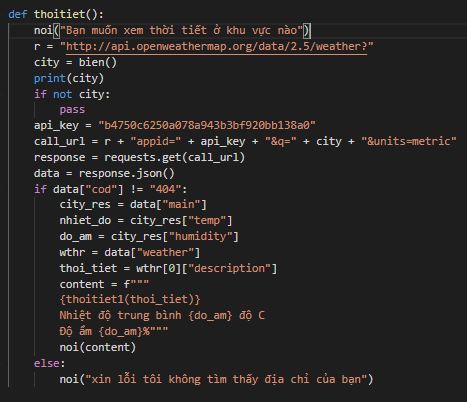 def thoitiet():
noi("Bạn muốn xem thời tiết ở khu vực nào")
r = "http://api.openweathermap.org/data/2.5/weather?"
city = bien()
print(city)
if not city:
pass
api_key = "b4750c6250a078a943b3bf920bb138a0"
call_url = r + "appid=" + api_key + "&q=" + city + "&units=metric"
response = requests.get(call_url)
data = response.json()
if data["cod"] != "404":
city_res = data["main"]
nhiet_do = city_res["temp"]
do_am = city_res["humidity"]
wthr = data["weather"]
thoi_tiet = wthr[0]["description"]
content = f"""
{thoitiet1(thoi_tiet)}
Nhiệt độ trung bình {do_am} độ C
Độ ẩm {do_am}%"""
noi(content)
else:
noi("xin lỗi tôi không tìm thấy địa chỉ của bạn")